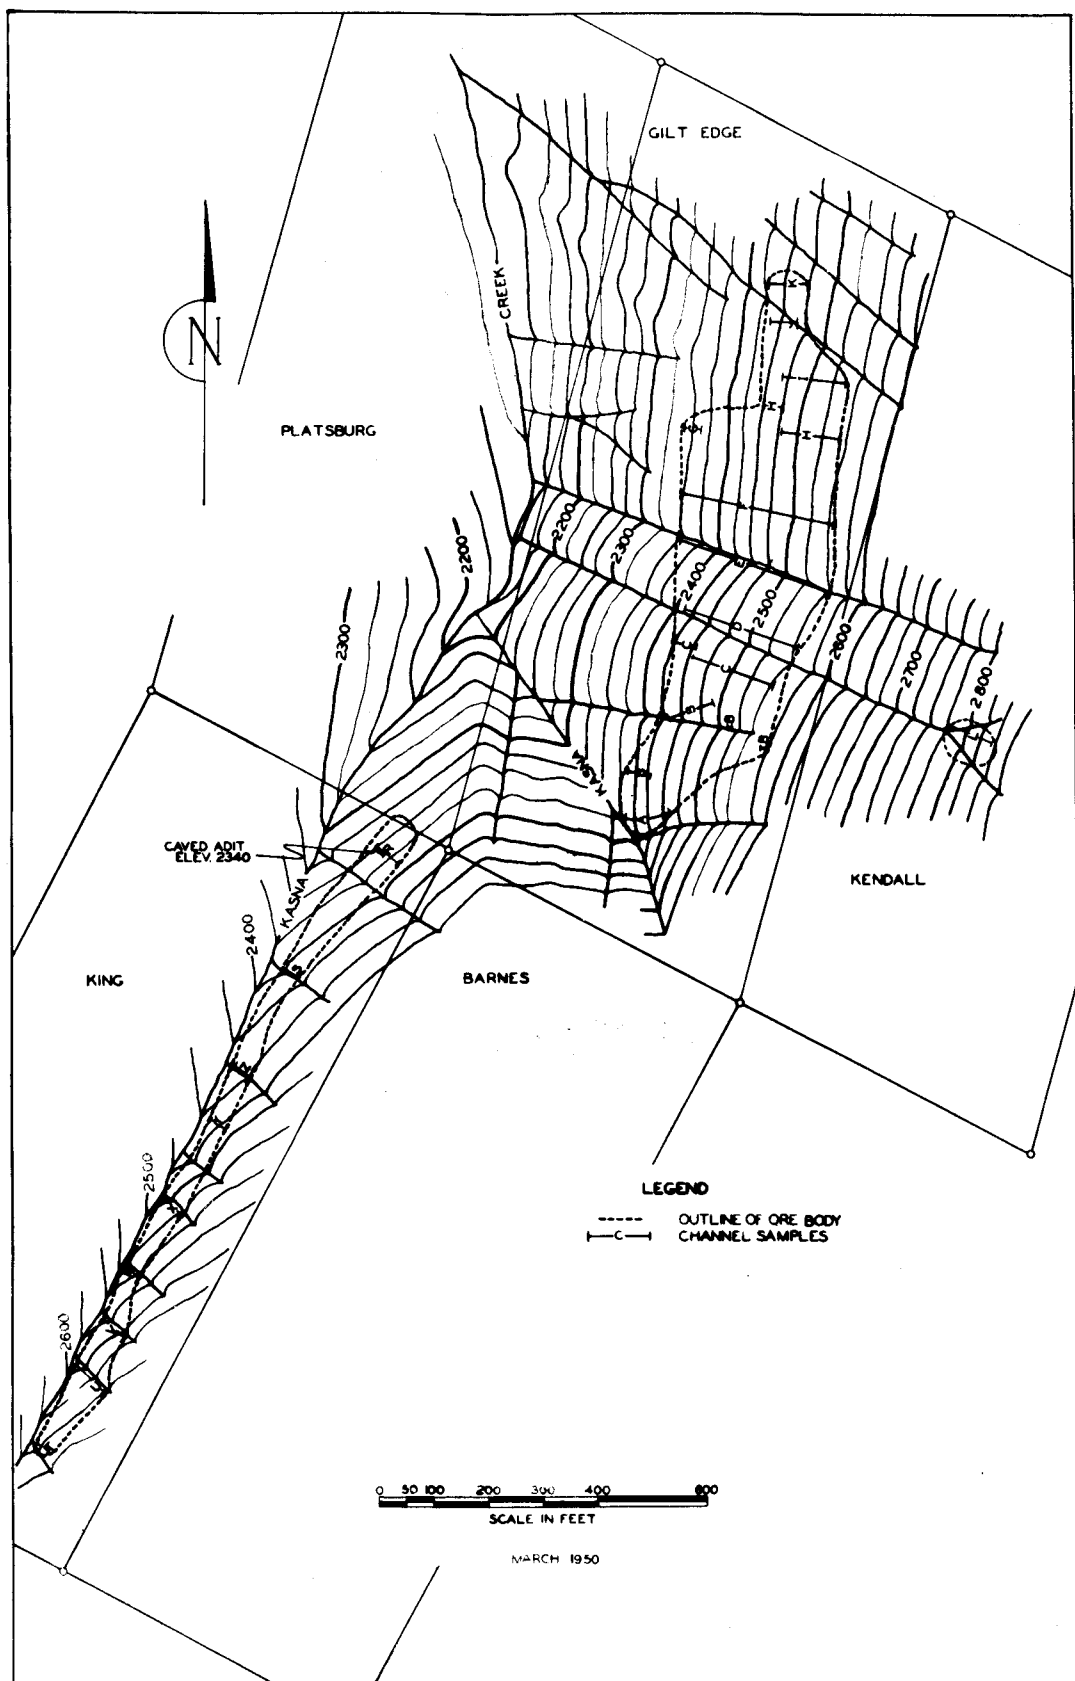 GILT EDGE
CREEK
N
PLATSBURG
K
I
H
H
G
F
E
2200
2300
2400
2500
2600
2700
2800
D
C
C
B
B
B
B
A
L
2200
2300
KASNA
KENDALL
CAVED ADIT
ELEV. 2340
R
KASNA
S
2400
KING
BARNES
2500
2600
LEGEND
OUTLINE OF ORE BODY
C CHANNEL SAMPLES
0 50 100 200 300 400 600
SCALE IN FEET
MARCH 1950